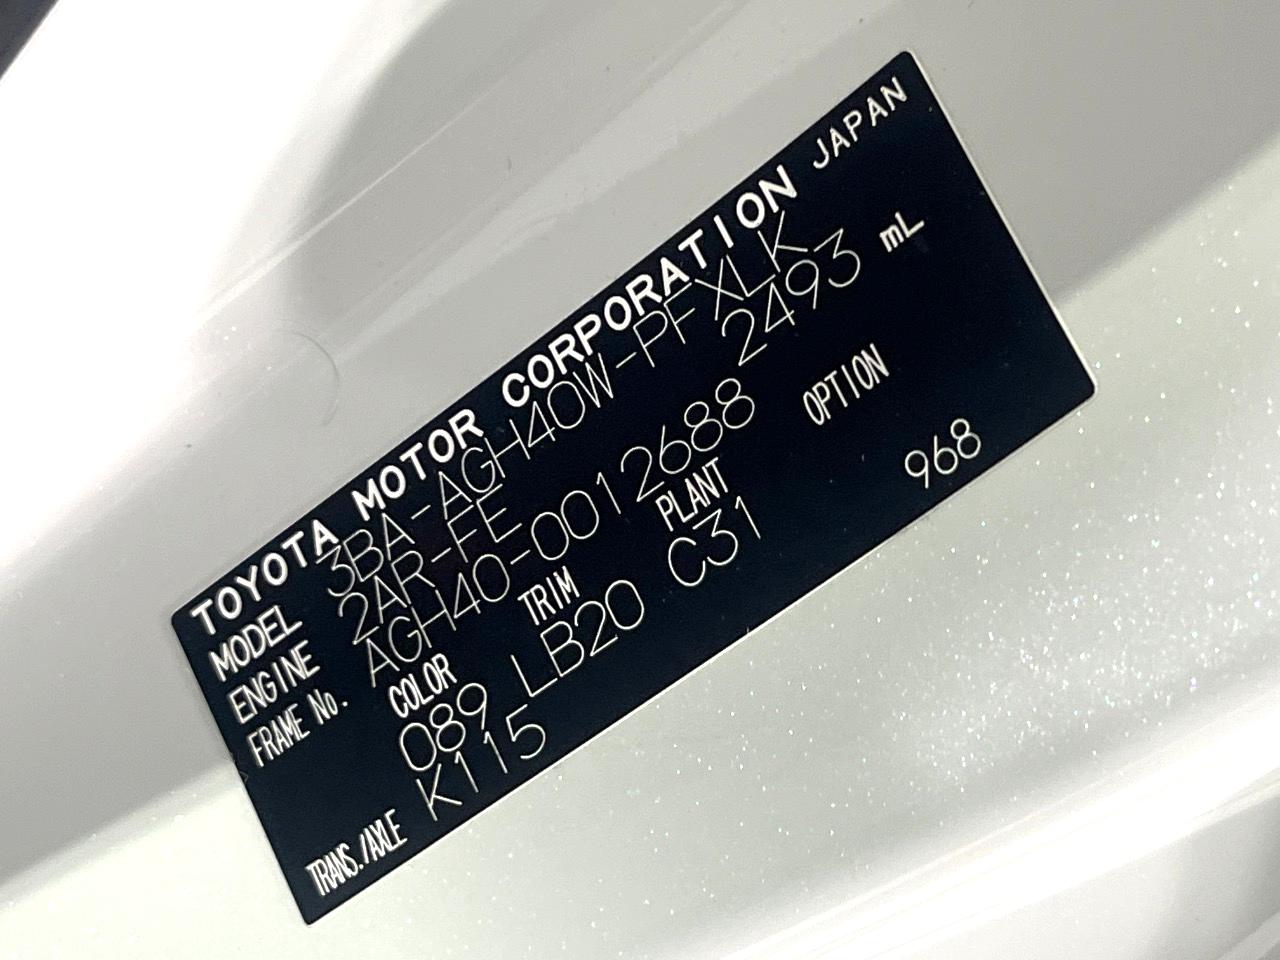 TOYOTA MOTOR CORPORATION JAPAN
MODEL 3BA-AGH40W-PFXLK
ENGINE 2AR-FE 2493 mL
FRAME No. AGH40-0012688
COLOR TRIM PLANT OPTION
089 LB20 C31 968
TRANS./AXLE K115